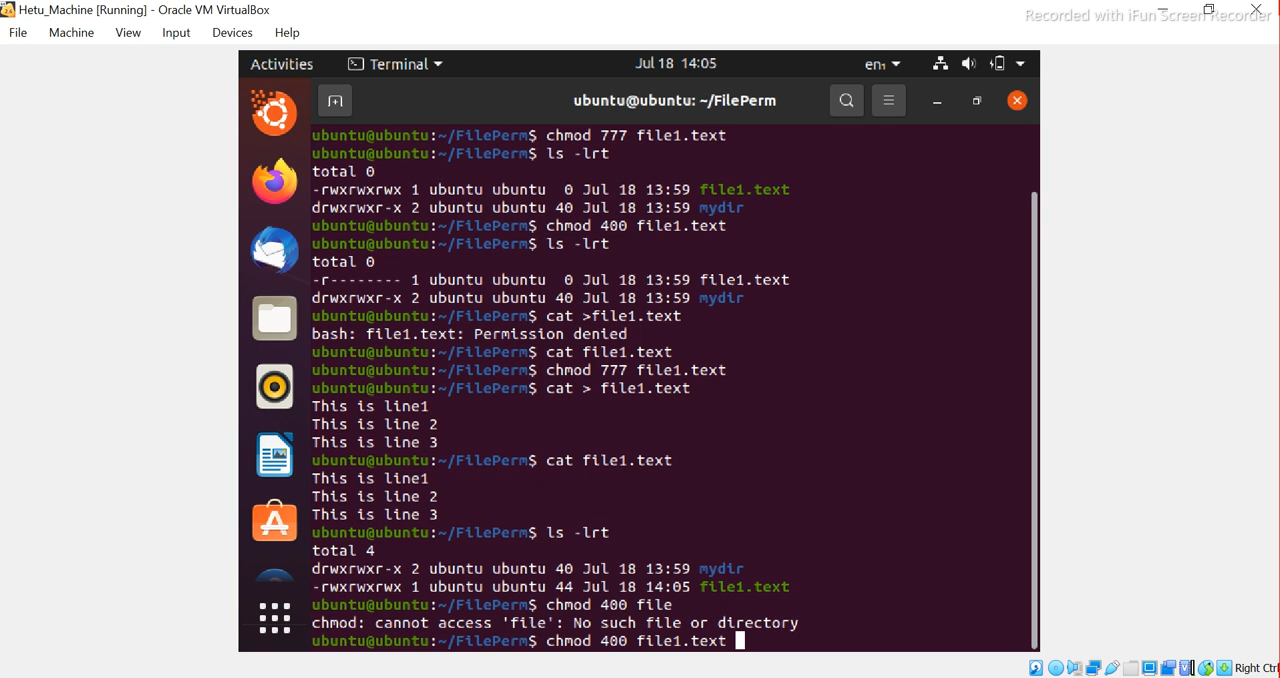 Hetu_Machine [Running] - Oracle VM VirtualBox
Recorded with iFun Screen Recorder
File Machine View Input Devices Help
Activities Terminal Jul 18 14:05 en₁
ubuntu@ubuntu: ~/FilePerm
ubuntu@ubuntu:~/FilePerm$ chmod 777 file1.text
ubuntu@ubuntu:~/FilePerm$ ls -lrt
total 0
-rwxrwxrwx 1 ubuntu ubuntu  0 Jul 18 13:59 file1.text
drwxrwxr-x 2 ubuntu ubuntu 40 Jul 18 13:59 mydir
ubuntu@ubuntu:~/FilePerm$ chmod 400 file1.text
ubuntu@ubuntu:~/FilePerm$ ls -lrt
total 0
-r-------- 1 ubuntu ubuntu  0 Jul 18 13:59 file1.text
drwxrwxr-x 2 ubuntu ubuntu 40 Jul 18 13:59 mydir
ubuntu@ubuntu:~/FilePerm$ cat >file1.text
bash: file1.text: Permission denied
ubuntu@ubuntu:~/FilePerm$ cat file1.text
ubuntu@ubuntu:~/FilePerm$ chmod 777 file1.text
ubuntu@ubuntu:~/FilePerm$ cat > file1.text
This is line1
This is line 2
This is line 3
ubuntu@ubuntu:~/FilePerm$ cat file1.text
This is line1
This is line 2
This is line 3
ubuntu@ubuntu:~/FilePerm$ ls -lrt
total 4
drwxrwxr-x 2 ubuntu ubuntu 40 Jul 18 13:59 mydir
-rwxrwxrwx 1 ubuntu ubuntu 44 Jul 18 14:05 file1.text
ubuntu@ubuntu:~/FilePerm$ chmod 400 file
chmod: cannot access 'file': No such file or directory
ubuntu@ubuntu:~/FilePerm$ chmod 400 file1.text
Right Ctrl